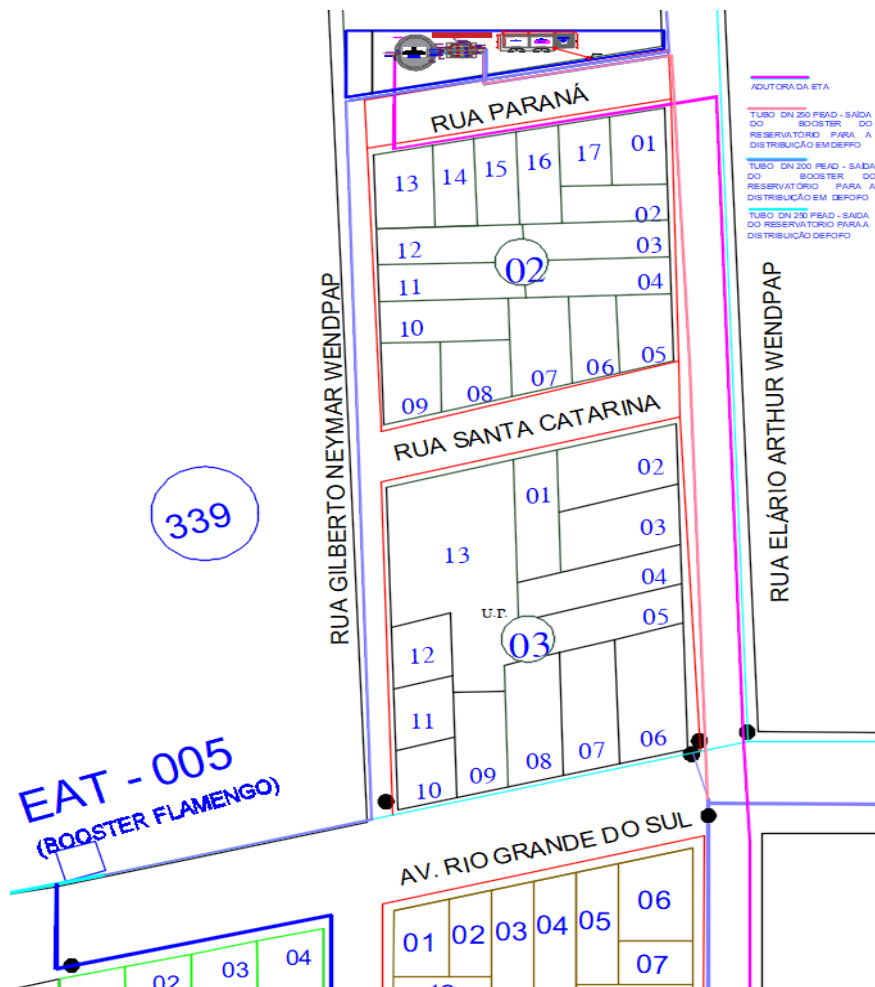 ADUTORA DA ETA
TUBO DN 250 PEAD - SAÍDA
DO BOOSTER DO
RESERVATÓRIO PARA A
DISTRIBUIÇÃO EM DEFFO
TUBO DN 200 PEAD - SAÍDA
DO BOOSTER DO
RESERVATÓRIO PARA A
DISTRIBUIÇÃO EM DEFOFO
TUBO DN 250 PEAD - SAIDA
DO RESERVATORIO PARA A
DISTRIBUIÇÃO DEFOFO
RUA PARANÁ
13 14 15 16 17 01
02
12 03
02
11 04
10
09 08 07 06 05
RUA GILBERTO NEYMAR WENDPAP
RUA ELÁRIO ARTHUR WENDPAP
RUA SANTA CATARINA
339
01 02
13 03
04
U.P.
05
03
12
11
10 09 08 07 06
EAT - 005
(BOOSTER FLAMENGO)
AV. RIO GRANDE DO SUL
01 02 03 04 05 06
07
02 03 04